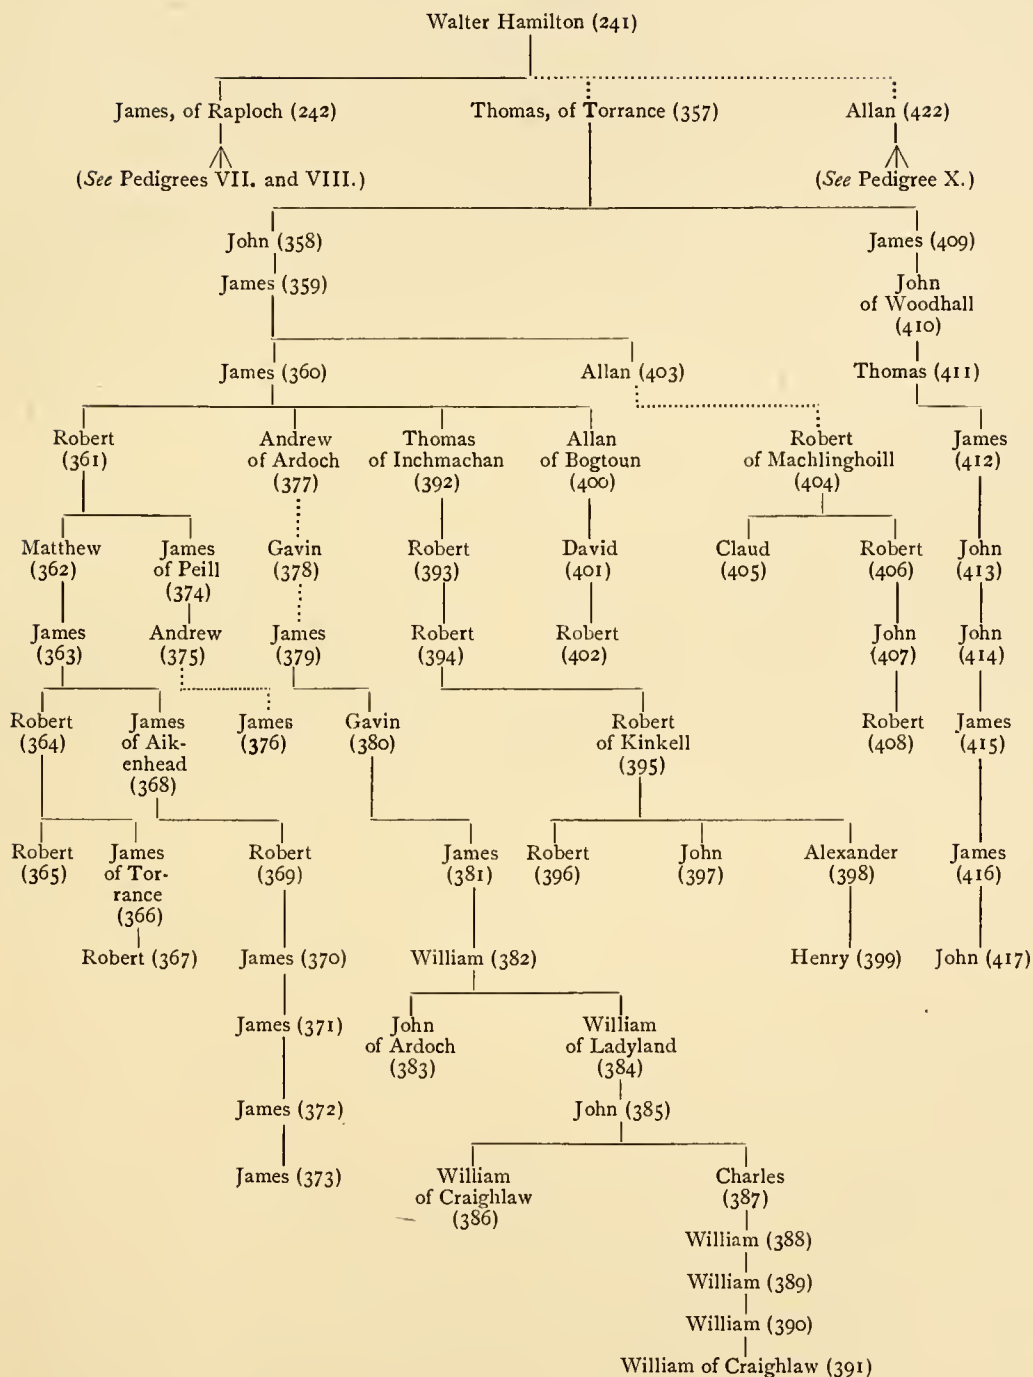 Walter Hamilton (241)
James, of Raploch (242)
Thomas, of Torrance (357)
Allan (422)
(See Pedigrees VII. and VIII.)
(See Pedigree X.)
John (358)
James (409)
James (359)
John
of Woodhall
(410)
James (360)
Allan (403)
Thomas (411)
Robert
(361)
Andrew
of Ardoch
(377)
Thomas
of Inchmachan
(392)
Allan
of Bogtoun
(400)
Robert
of Machlinghoill
(404)
James
(412)
Matthew
(362)
James
of Peill
(374)
Gavin
(378)
Robert
(393)
David
(401)
Claud
(405)
Robert
(406)
John
(413)
James
(363)
Andrew
(375)
James
(379)
Robert
(394)
Robert
(402)
John
(407)
John
(414)
Robert
(364)
James
of Aik-
enhead
(368)
James
(376)
Gavin
(380)
Robert
of Kinkell
(395)
Robert
(408)
James
(415)
Robert
(365)
James
of Tor-
rance
(366)
Robert
(369)
James
(381)
Robert
(396)
John
(397)
Alexander
(398)
James
(416)
Robert (367)
James (370)
William (382)
Henry (399)
John (417)
James (371)
John
of Ardoch
(383)
William
of Ladyland
(384)
James (372)
John (385)
James (373)
William
of Craighlaw
(386)
Charles
(387)
William (388)
William (389)
William (390)
William of Craighlaw (391)